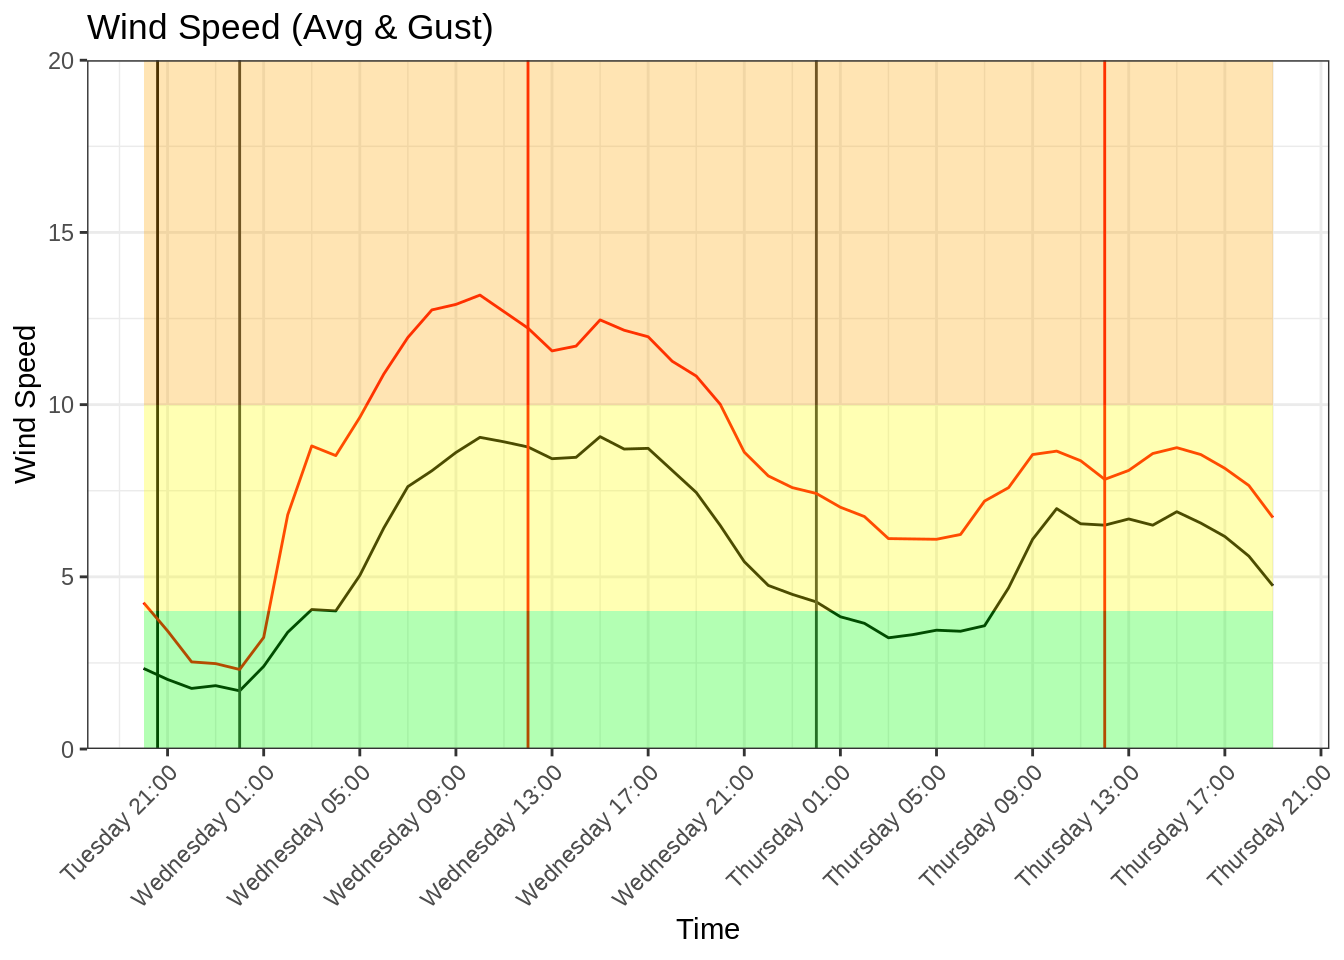 Wind Speed (Avg & Gust)
20
15
10
5
0
Wind Speed
Tuesday 21:00
Wednesday 01:00
Wednesday 05:00
Wednesday 09:00
Wednesday 13:00
Wednesday 17:00
Wednesday 21:00
Thursday 01:00
Thursday 05:00
Thursday 09:00
Thursday 13:00
Thursday 17:00
Thursday 21:00
Time